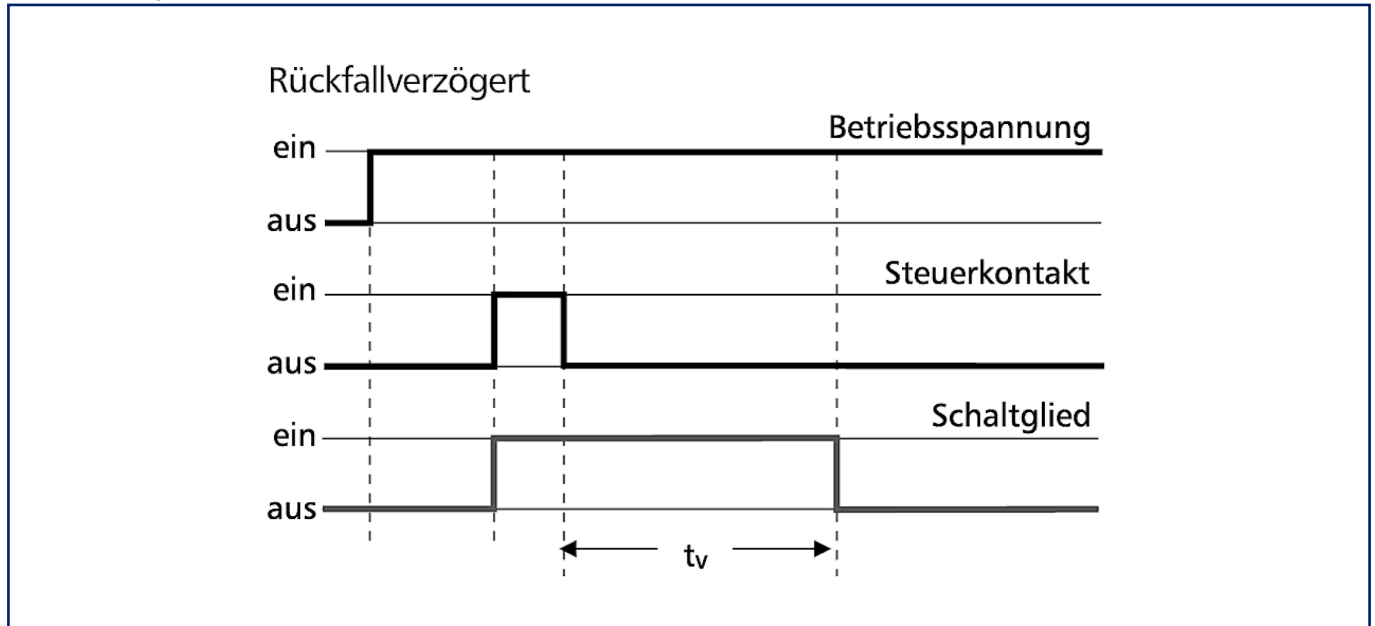 Rückfallverzögert
Betriebsspannung
ein
aus
Steuerkontakt
ein
aus
Schaltglied
ein
aus
tv